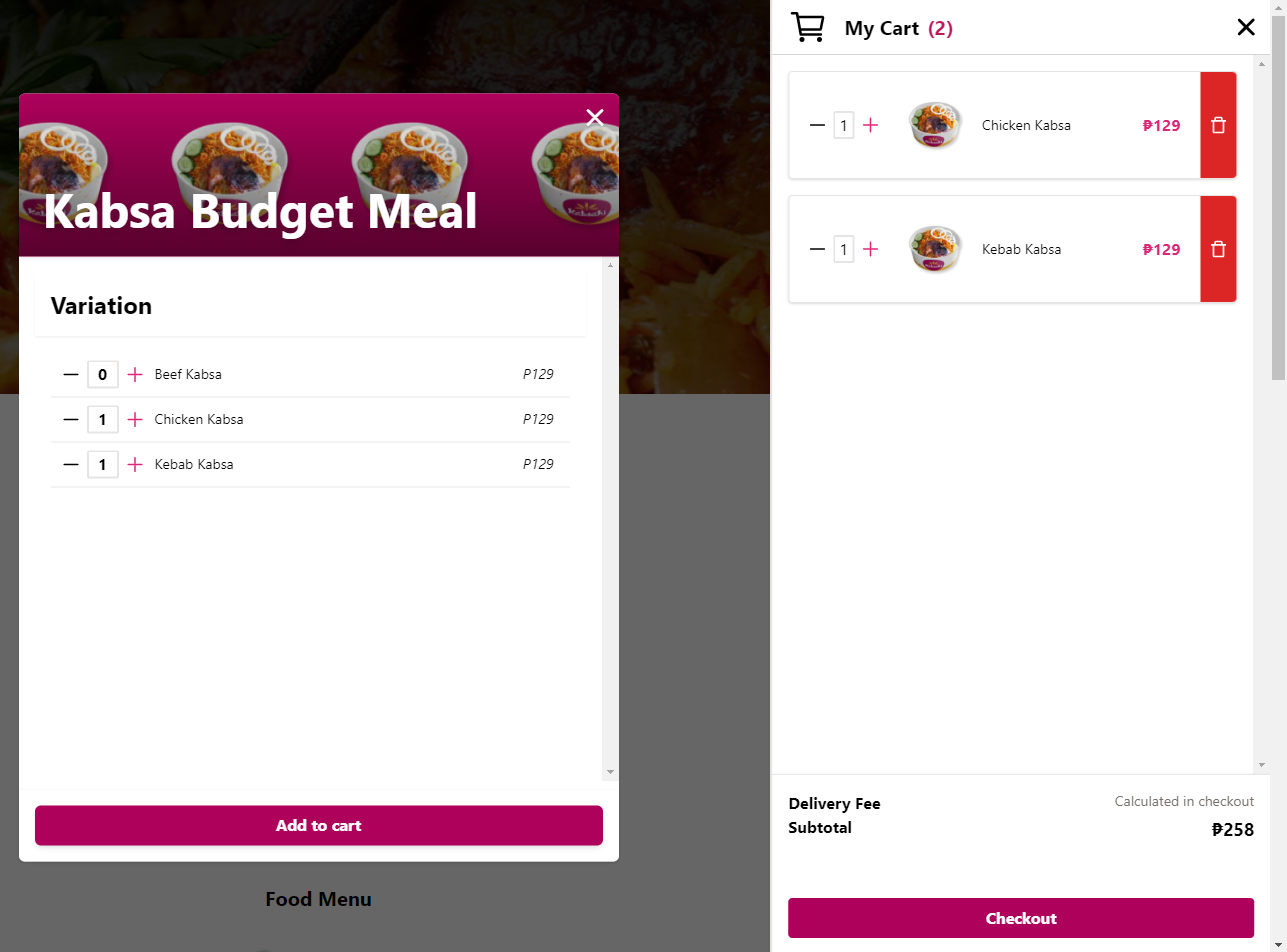 Kabsa Budget Meal
Variation
0 Beef Kabsa P129
1 Chicken Kabsa P129
1 Kebab Kabsa P129
Add to cart
Food Menu
My Cart (2)
1 Chicken Kabsa ₱129
1 Kebab Kabsa ₱129
Delivery Fee Calculated in checkout
Subtotal ₱258
Checkout